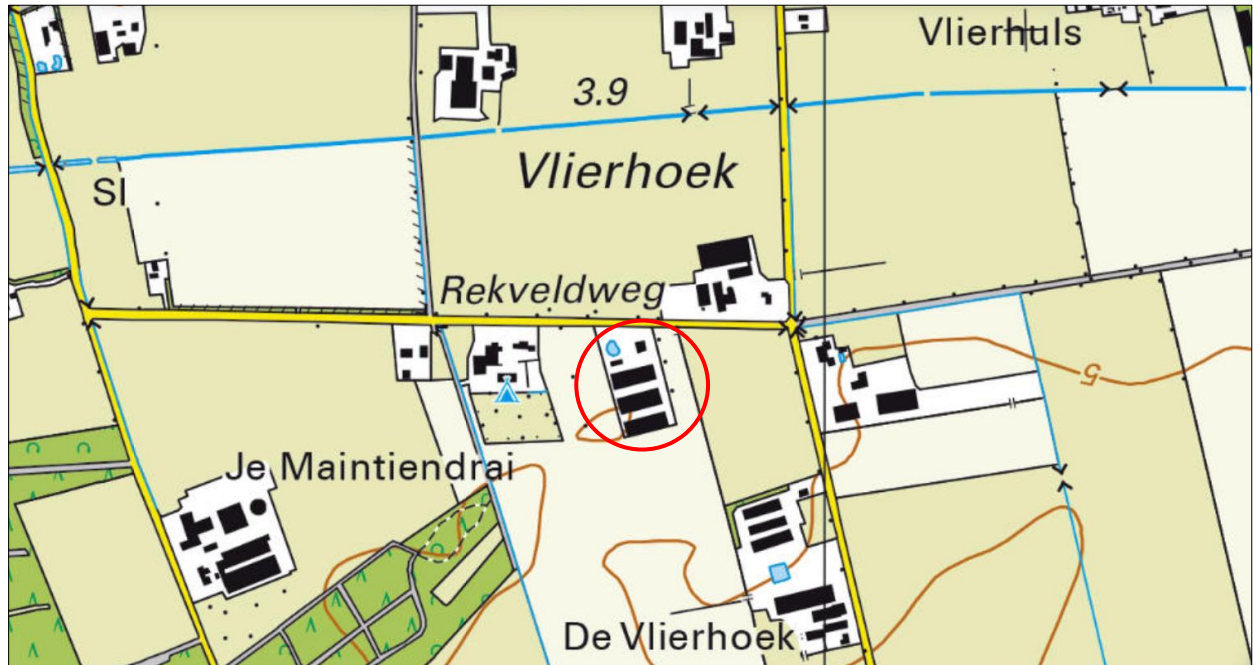 Vlierhuls
3.9
Vlierhoek
Sl
Rekveldweg
5
Je Maintiendrai
De Vlierhoek